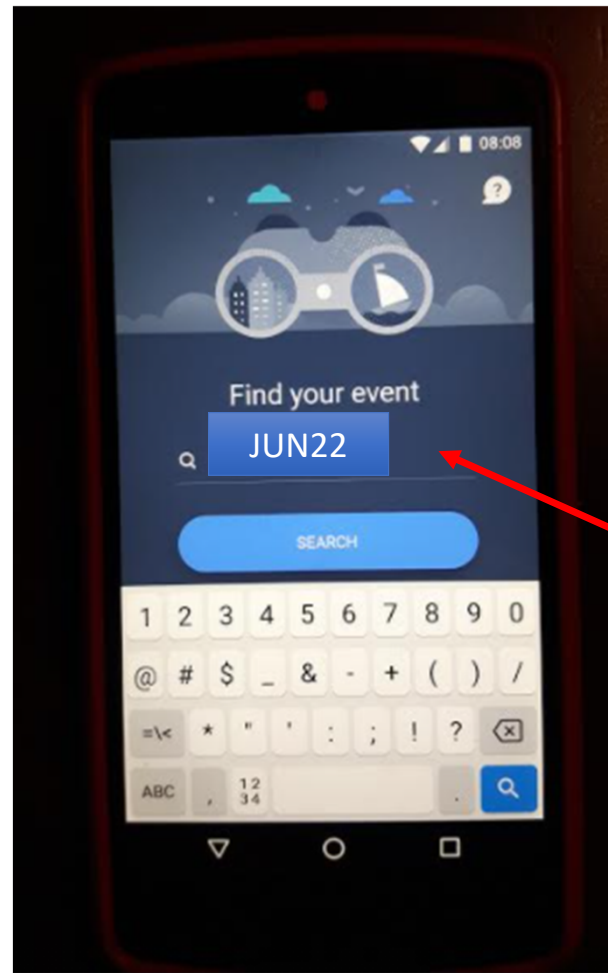 08:08
?
Find your event
JUN22
SEARCH
1 2 3 4 5 6 7 8 9 0
@ # $ _ & - + ( ) /
=\< * " ' : ; ! ?
ABC , 12 34 .